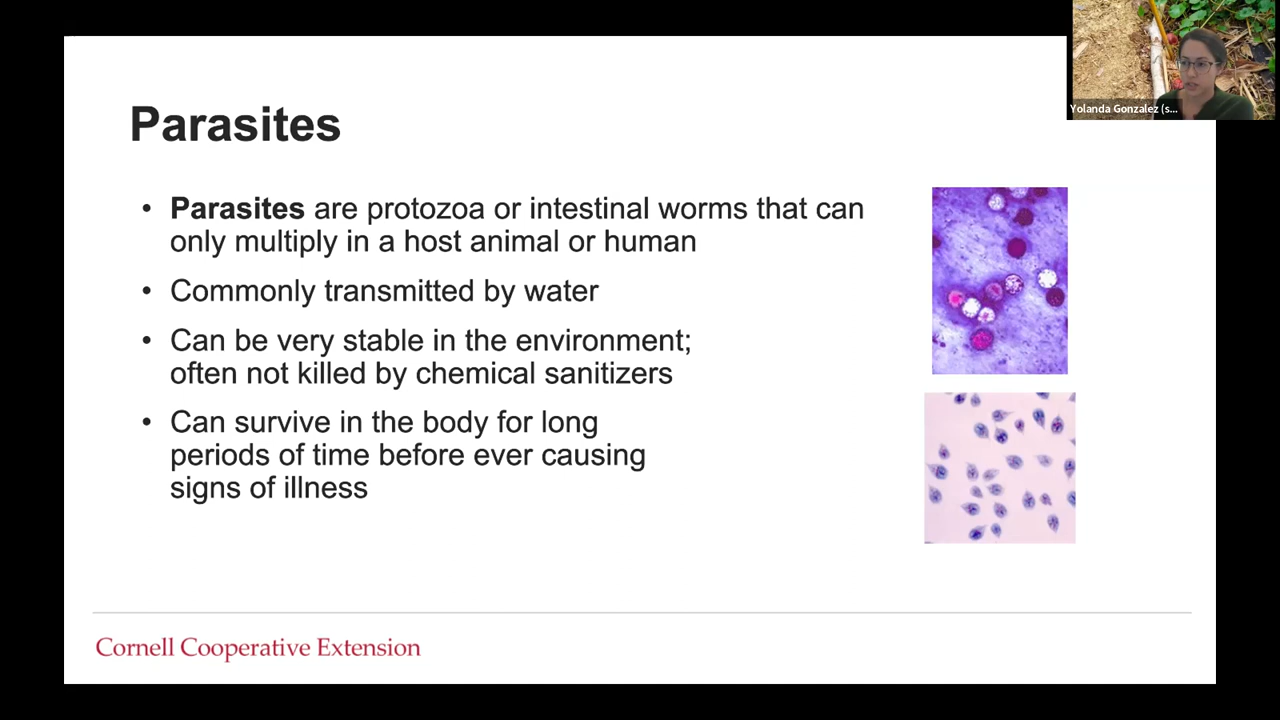 Yolanda Gonzalez (s...
Parasites
• Parasites are protozoa or intestinal worms that can
only multiply in a host animal or human
• Commonly transmitted by water
• Can be very stable in the environment;
often not killed by chemical sanitizers
• Can survive in the body for long
periods of time before ever causing
signs of illness
Cornell Cooperative Extension